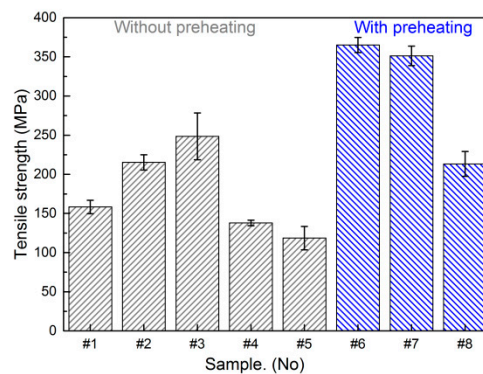 Without preheating
With preheating
400
350
300
250
200
150
100
50
0
Tensile strength (MPa)
#1 #2 #3 #4 #5 #6 #7 #8
Sample. (No)